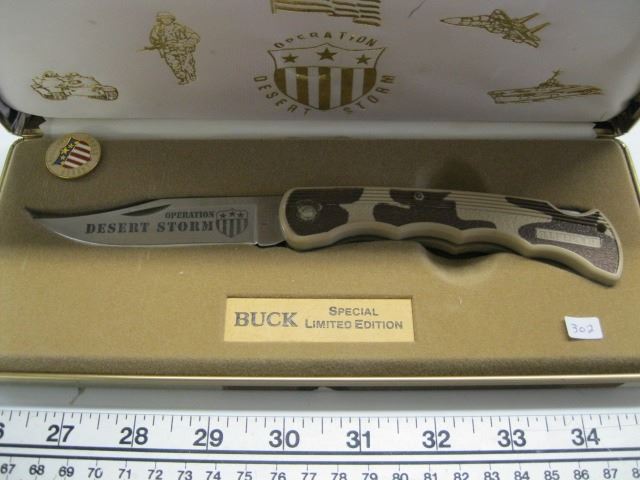 OPERATION
DESERT STORM
OPERATION
DESERT STORM
BUCK SPECIAL
LIMITED EDITION
302
27 28 29 30 31 32 33 34
67 68 69 70 71 72 73 74 75 76 77 78 79 80 81 82 83 84 85 86 87